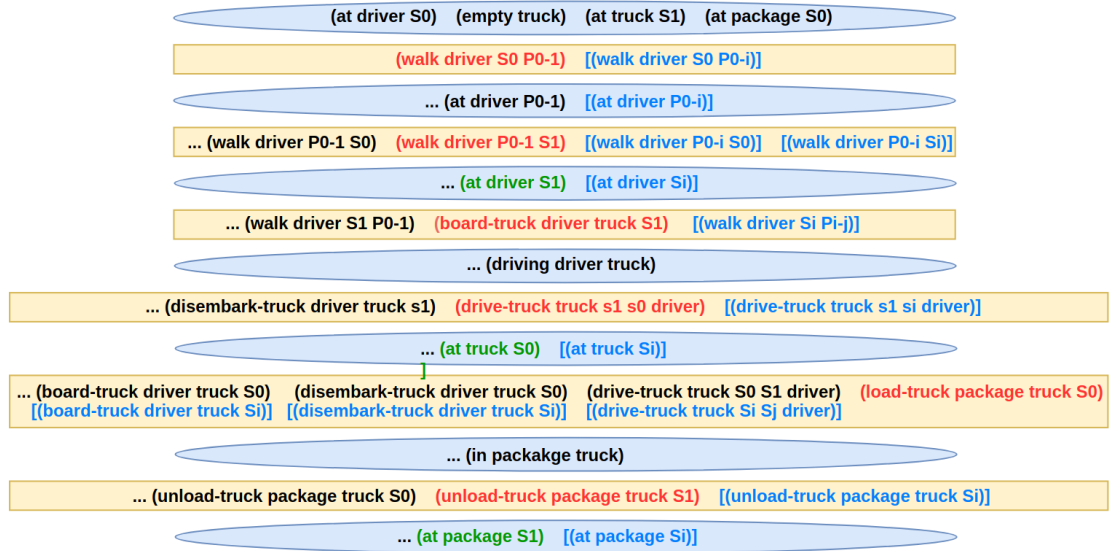 (at driver S0) (empty truck) (at truck S1) (at package S0)
(walk driver S0 P0-1) [(walk driver S0 P0-i)]
... (at driver P0-1) [(at driver P0-i)]
... (walk driver P0-1 S0) (walk driver P0-1 S1) [(walk driver P0-i S0)] [(walk driver P0-i Si)]
... (at driver S1) [(at driver Si)]
... (walk driver S1 P0-1) (board-truck driver truck S1) [(walk driver Si Pi-j)]
... (driving driver truck)
... (disembark-truck driver truck s1) (drive-truck truck s1 s0 driver) [(drive-truck truck s1 si driver)]
... (at truck S0) [(at truck Si)]
]
... (board-truck driver truck S0) (disembark-truck driver truck S0) (drive-truck truck S0 S1 driver) (load-truck package truck S0)
[(board-truck driver truck Si)] [(disembark-truck driver truck Si)] [(drive-truck truck Si Sj driver)]
... (in packakge truck)
... (unload-truck package truck S0) (unload-truck package truck S1) [(unload-truck package truck Si)]
... (at package S1) [(at package Si)]